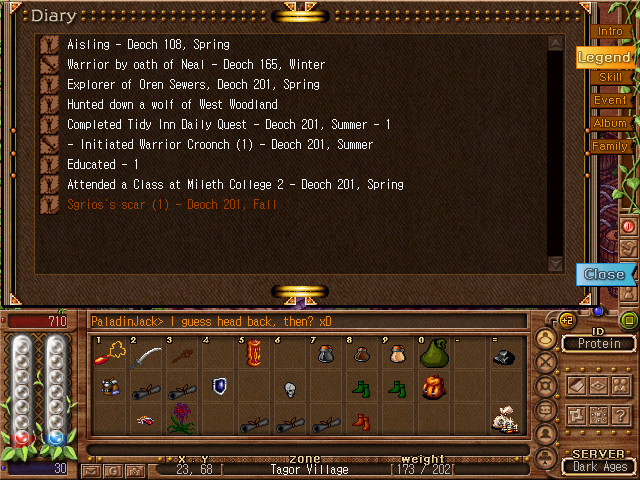 Diary
Intro
Legend
Skill
Event
Album
Family
Aisling - Deoch 108, Spring
Warrior by oath of Neal - Deoch 165, Winter
Explorer of Oren Sewers, Deoch 201, Spring
Hunted down a wolf of West Woodland
Completed Tidy Inn Daily Quest - Deoch 201, Summer - 1
- Initiated Warrior Croonch (1) - Deoch 201, Summer
Educated - 1
Attended a Class at Mileth College 2 - Deoch 201, Spring
Sgrios's scar (1) - Deoch 201, Fall
Close
710
PaladinJack> I guess head back, then? xD
+2
ID
Protein
1 2 3 4 5 6 7 8 9 0 - =
SERVER
Dark Ages
x y zone weight
30 G 23, 68 [ Tagor Village [ 173 / 202[